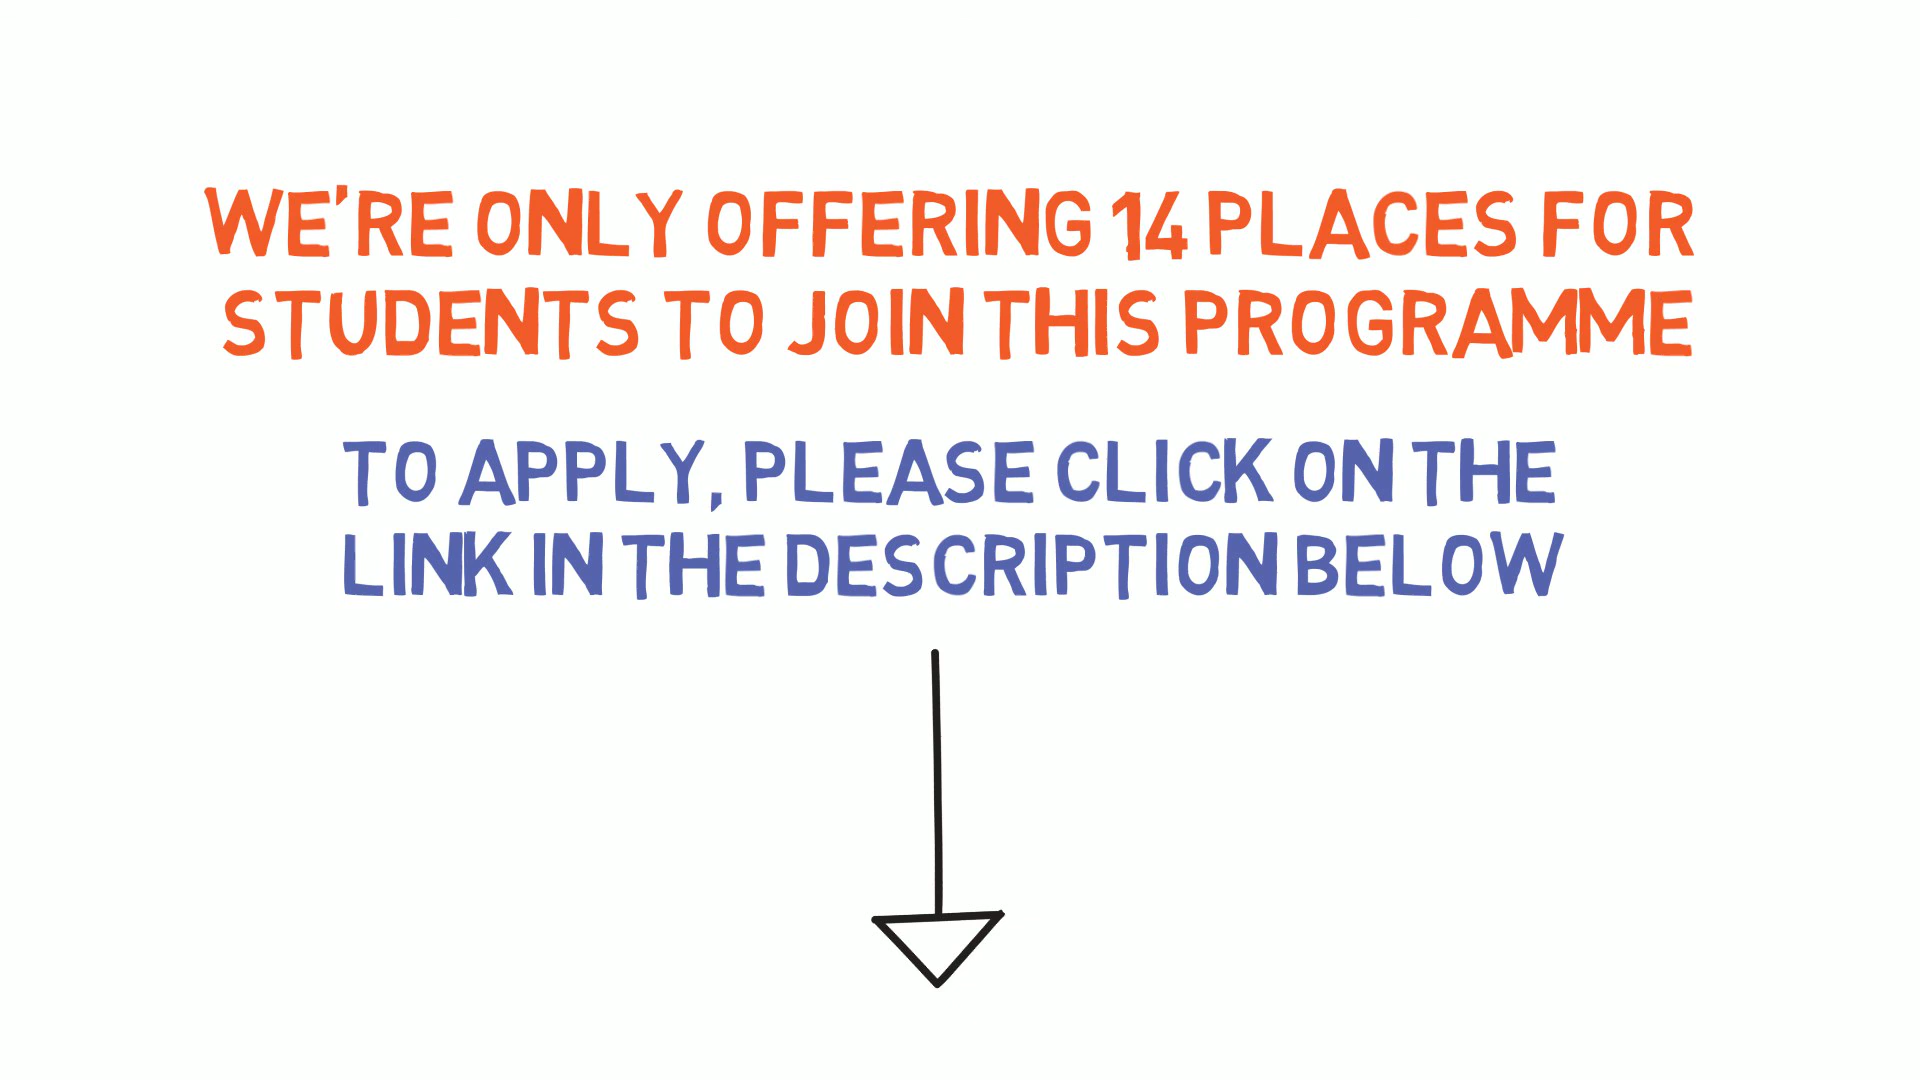 WE'RE ONLY OFFERING 14 PLACES FOR
STUDENTS TO JOIN THIS PROGRAMME
TO APPLY, PLEASE CLICK ON THE
LINK IN THE DESCRIPTION BELOW